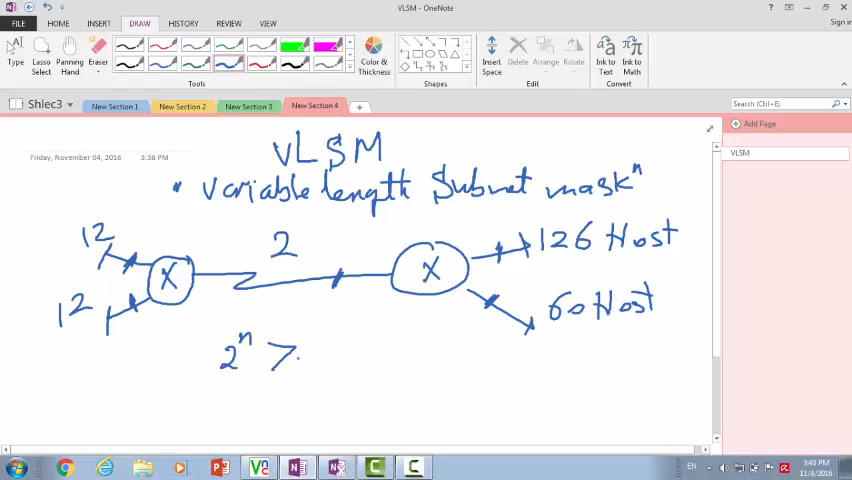 VLSM - OneNote
Sign in
FILE HOME INSERT DRAW HISTORY REVIEW VIEW
Type Lasso Select Panning Hand Eraser Color & Thickness Insert Space Delete Arrange Rotate Ink to Text Ink to Math
Tools Shapes Edit Convert
Shlec3 New Section 1 New Section 2 New Section 3 New Section 4
Search (Ctrl+E)
Add Page
VLSM
Friday, November 04, 2016 3:38 PM
VLSM
" Variable length Subnet mask "
12 2 126 Host
X X
12 60 Host
2^n >
EN 3:40 PM
11/4/2016